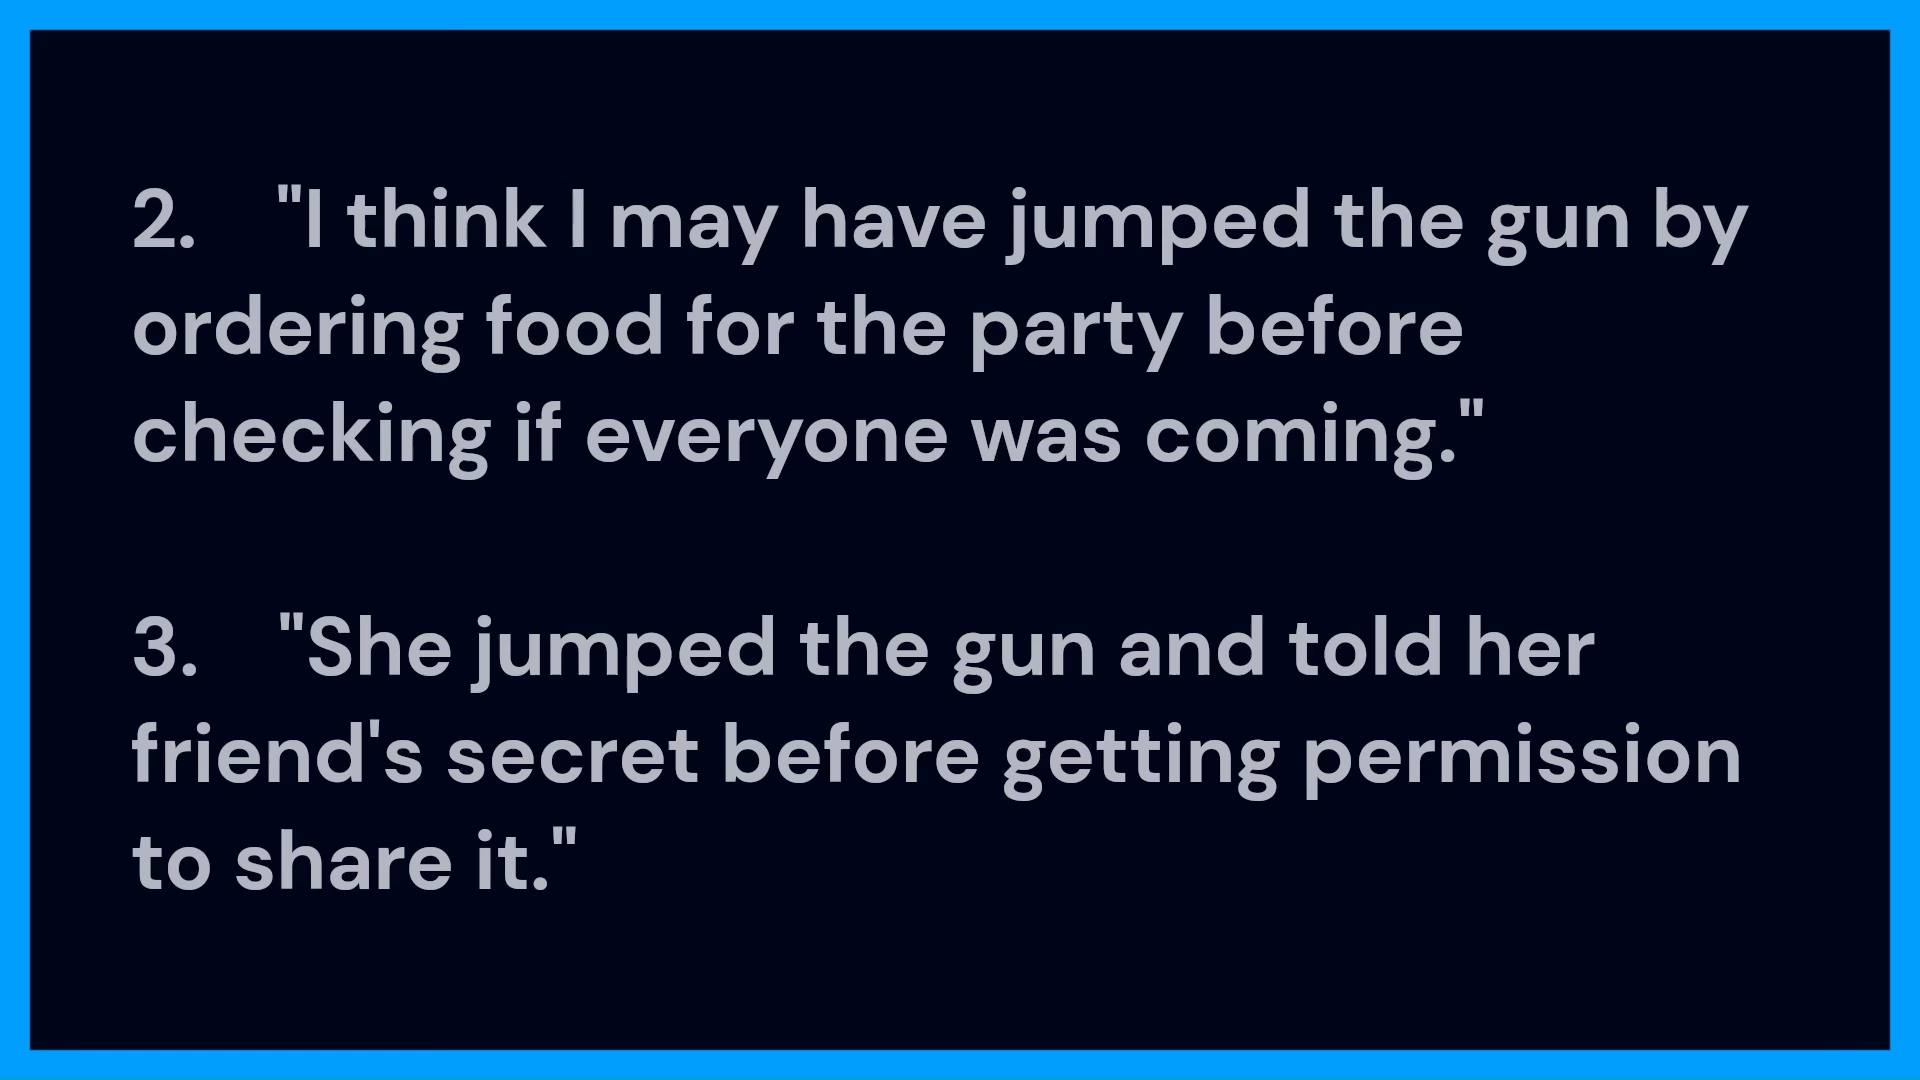 2. "I think I may have jumped the gun by
ordering food for the party before
checking if everyone was coming."
3. "She jumped the gun and told her
friend's secret before getting permission
to share it."